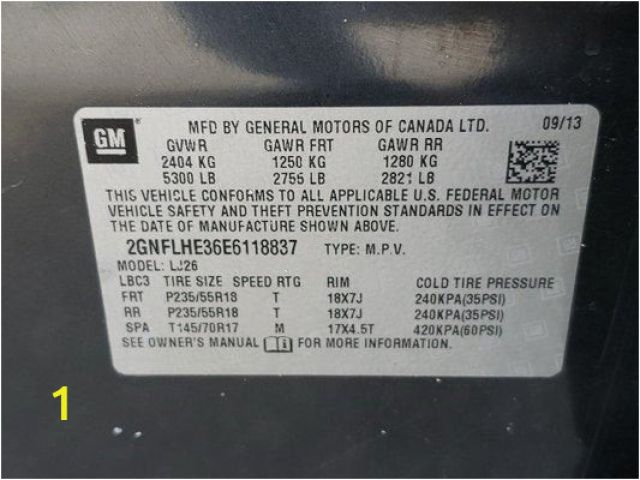 GM
MFD BY GENERAL MOTORS OF CANADA LTD. 09/13
GVWR GAWR FRT GAWR RR
2404 KG 1250 KG 1280 KG
5300 LB 2755 LB 2821 LB
THIS VEHICLE CONFORMS TO ALL APPLICABLE U.S. FEDERAL MOTOR
VEHICLE SAFETY AND THEFT PREVENTION STANDARDS IN EFFECT ON
THE DATE OF MANUFACTURE SHOWN ABOVE.
2GNFLHE36E6118837 TYPE: M.P.V.
MODEL: LJ26
LBC3 TIRE SIZE SPEED RTG RIM COLD TIRE PRESSURE
FRT P235/55R18 T 18X7J 240KPA(35PSI)
RR P235/55R18 T 18X7J 240KPA(35PSI)
SPA T145/70R17 M 17X4.5T 420KPA(60PSI)
SEE OWNER'S MANUAL FOR MORE INFORMATION.
1